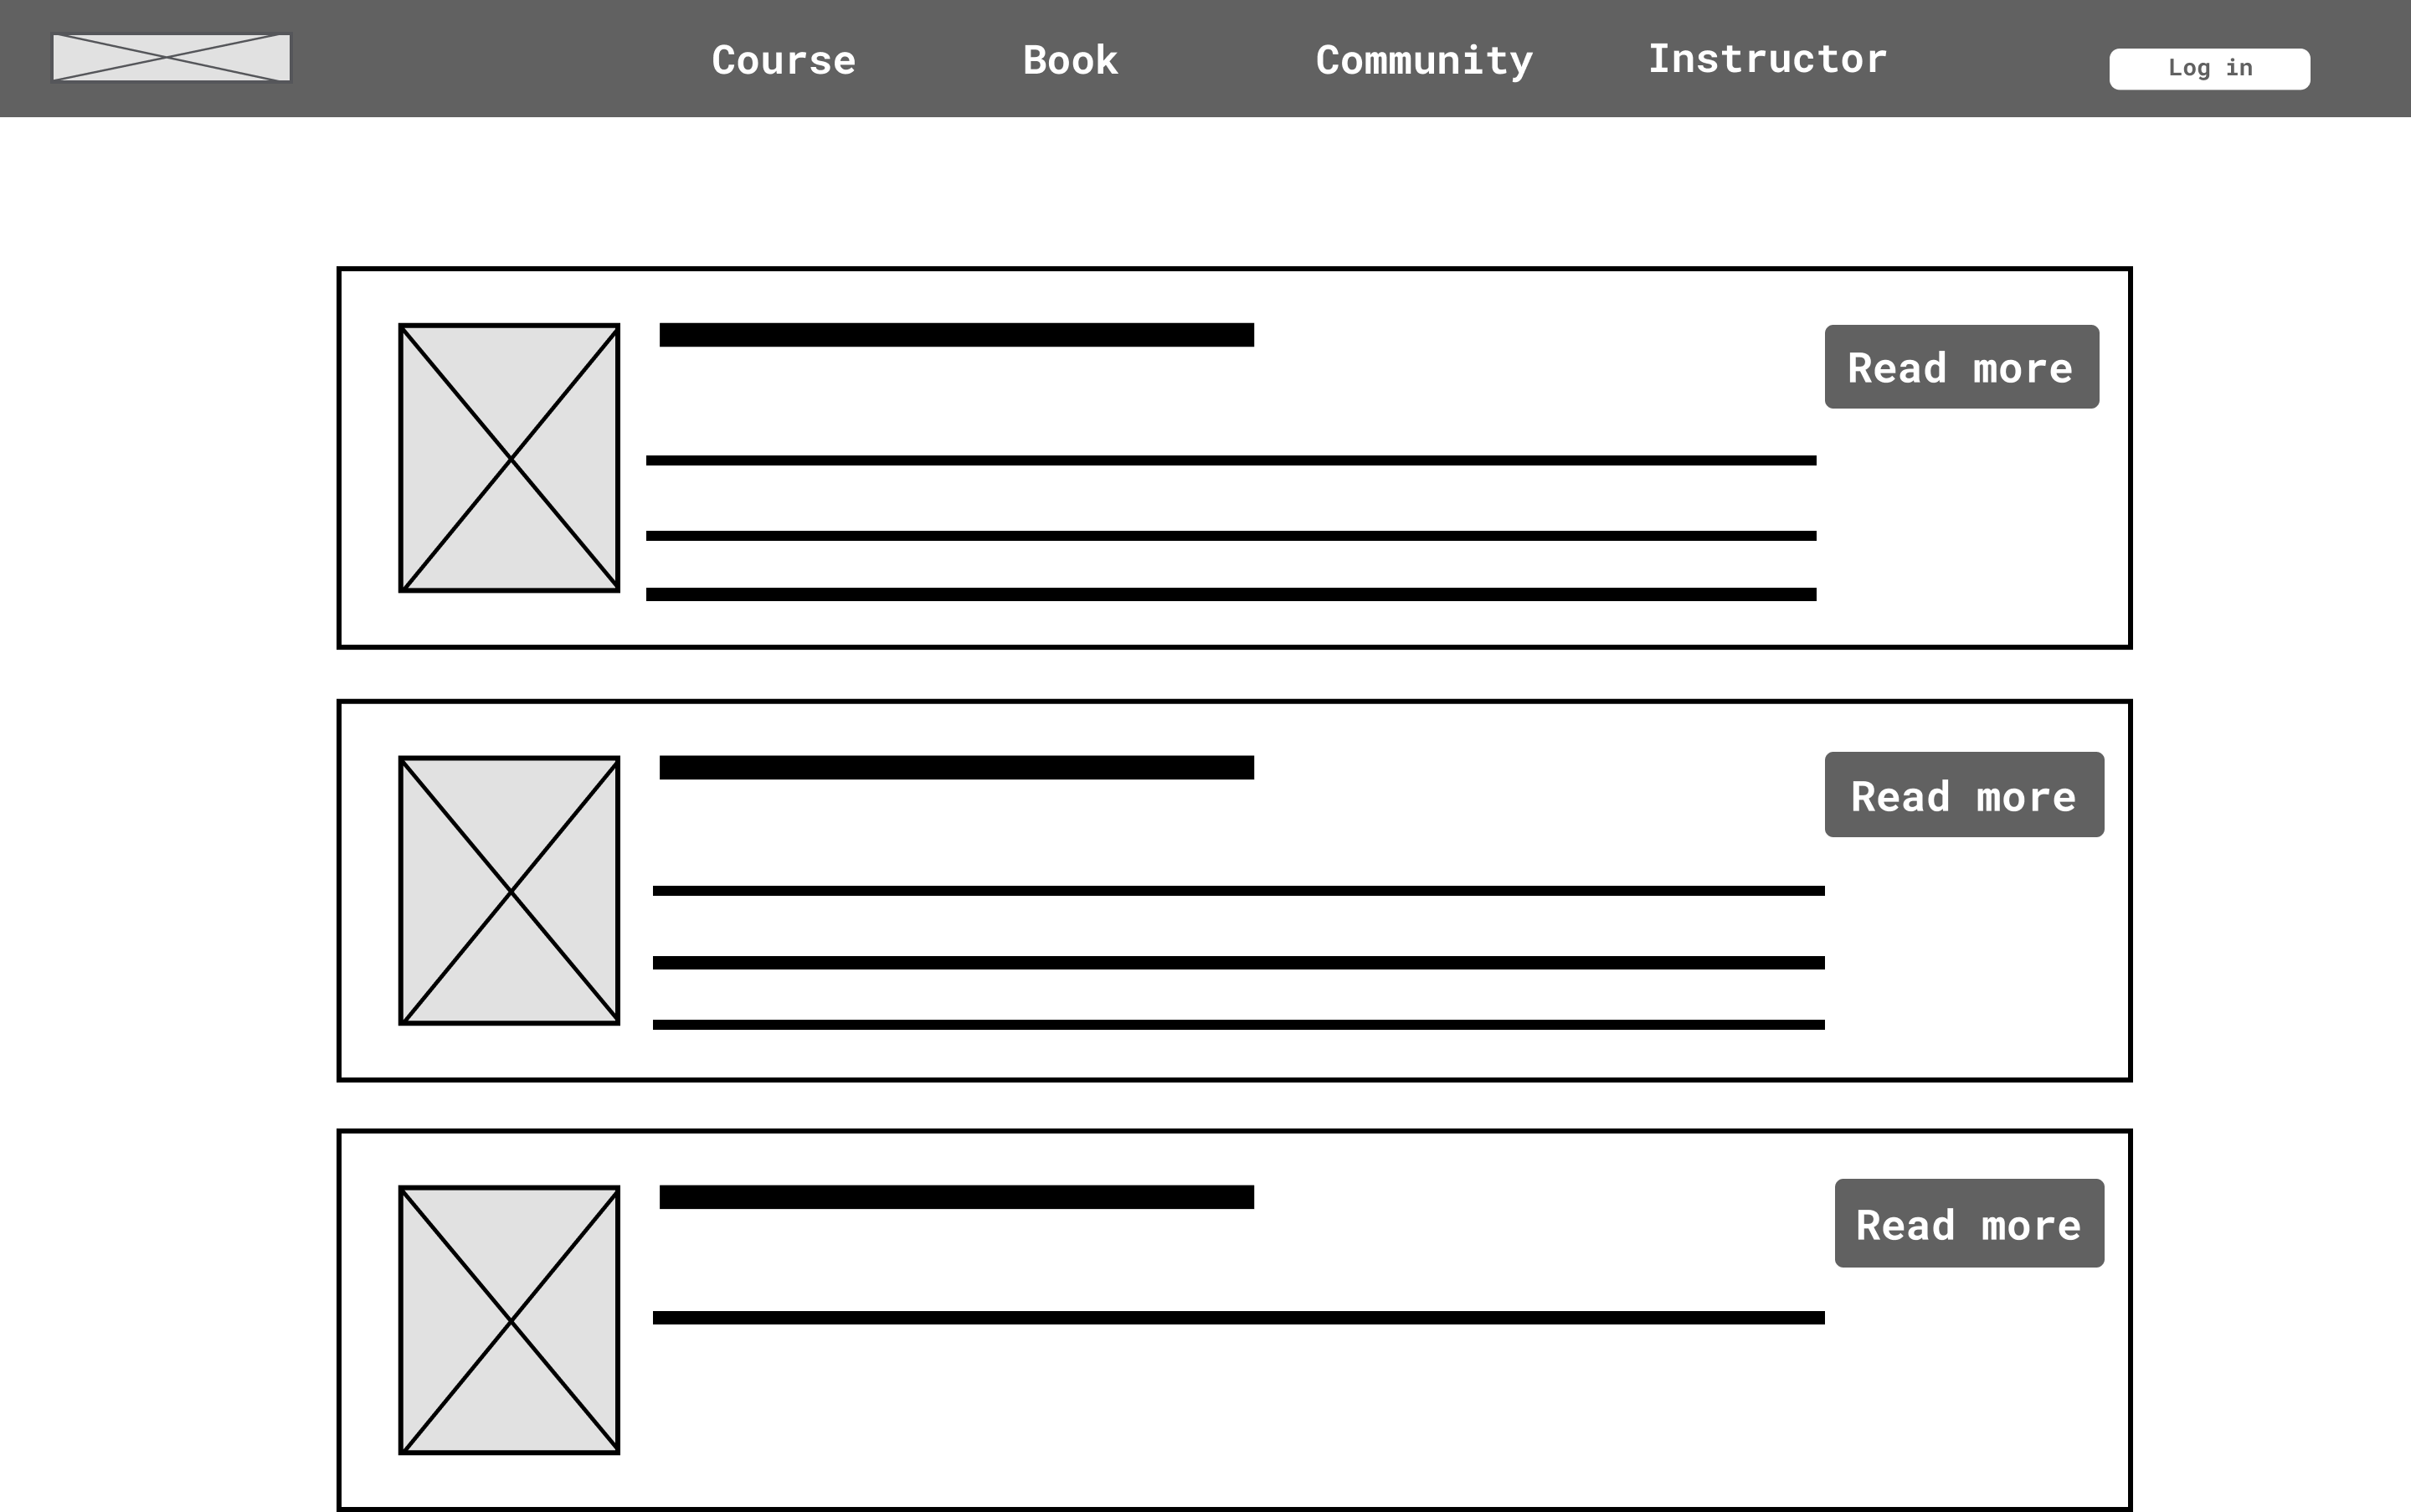 Course
Book
Community
Instructor
Log in
Read more
Read more
Read more